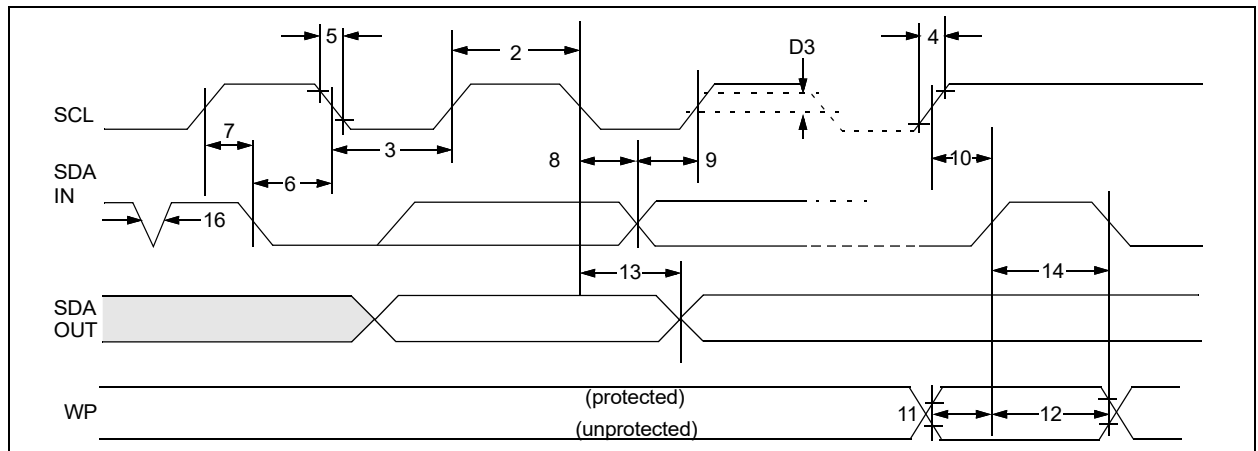 5
2
D3
4
SCL
7
3
8
9
10
SDA
IN
6
16
13
14
SDA
OUT
WP
(protected)
(unprotected)
11
12